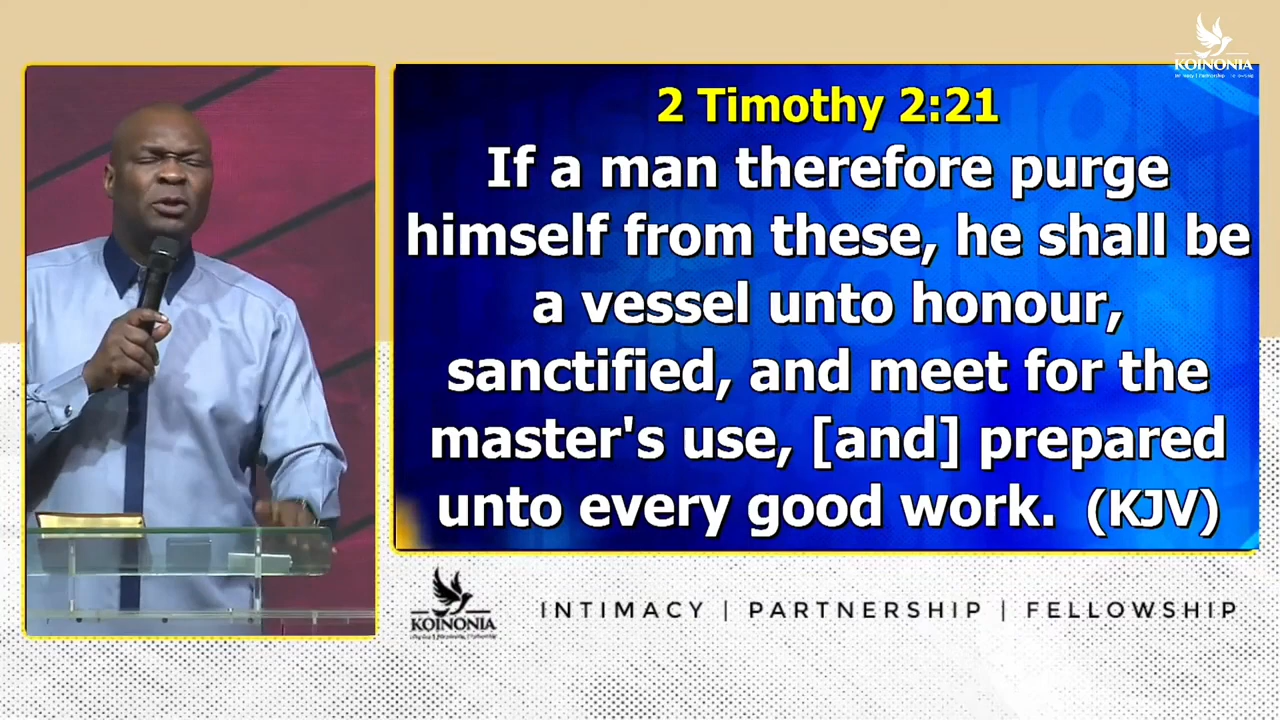 KOINONIA
2 Timothy 2:21
If a man therefore purge
himself from these, he shall be
a vessel unto honour,
sanctified, and meet for the
master's use, [and] prepared
unto every good work. (KJV)
KOINONIA
INTIMACY | PARTNERSHIP | FELLOWSHIP